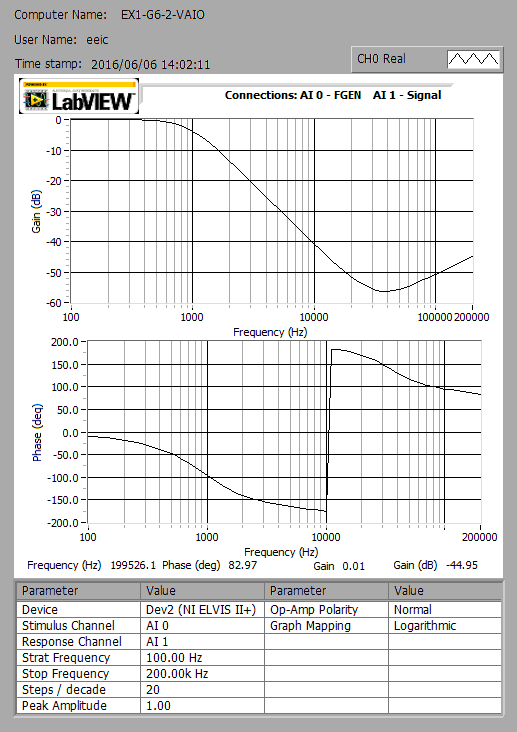 Computer Name: EX1-G6-2-VAIO
User Name: eeic
Time stamp: 2016/06/06 14:02:11
CH0 Real
POWERED BY
LabVIEW™
Connections: AI 0 - FGEN AI 1 - Signal
0
-10
-20
-30
-40
-50
-60
Gain (dB)
100 1000 10000 100000 200000
Frequency (Hz)
200.0
150.0
100.0
50.0
0.0
-50.0
-100.0
-150.0
-200.0
Phase (deg)
100 1000 10000 200000
Frequency (Hz)
Frequency (Hz) 199526.1 Phase (deg) 82.97 Gain 0.01 Gain (dB) -44.95
Parameter Value Parameter Value
Device Dev2 (NI ELVIS II+) Op-Amp Polarity Normal
Stimulus Channel AI 0 Graph Mapping Logarithmic
Response Channel AI 1
Strat Frequency 100.00 Hz
Stop Frequency 200.00k Hz
Steps / decade 20
Peak Amplitude 1.00